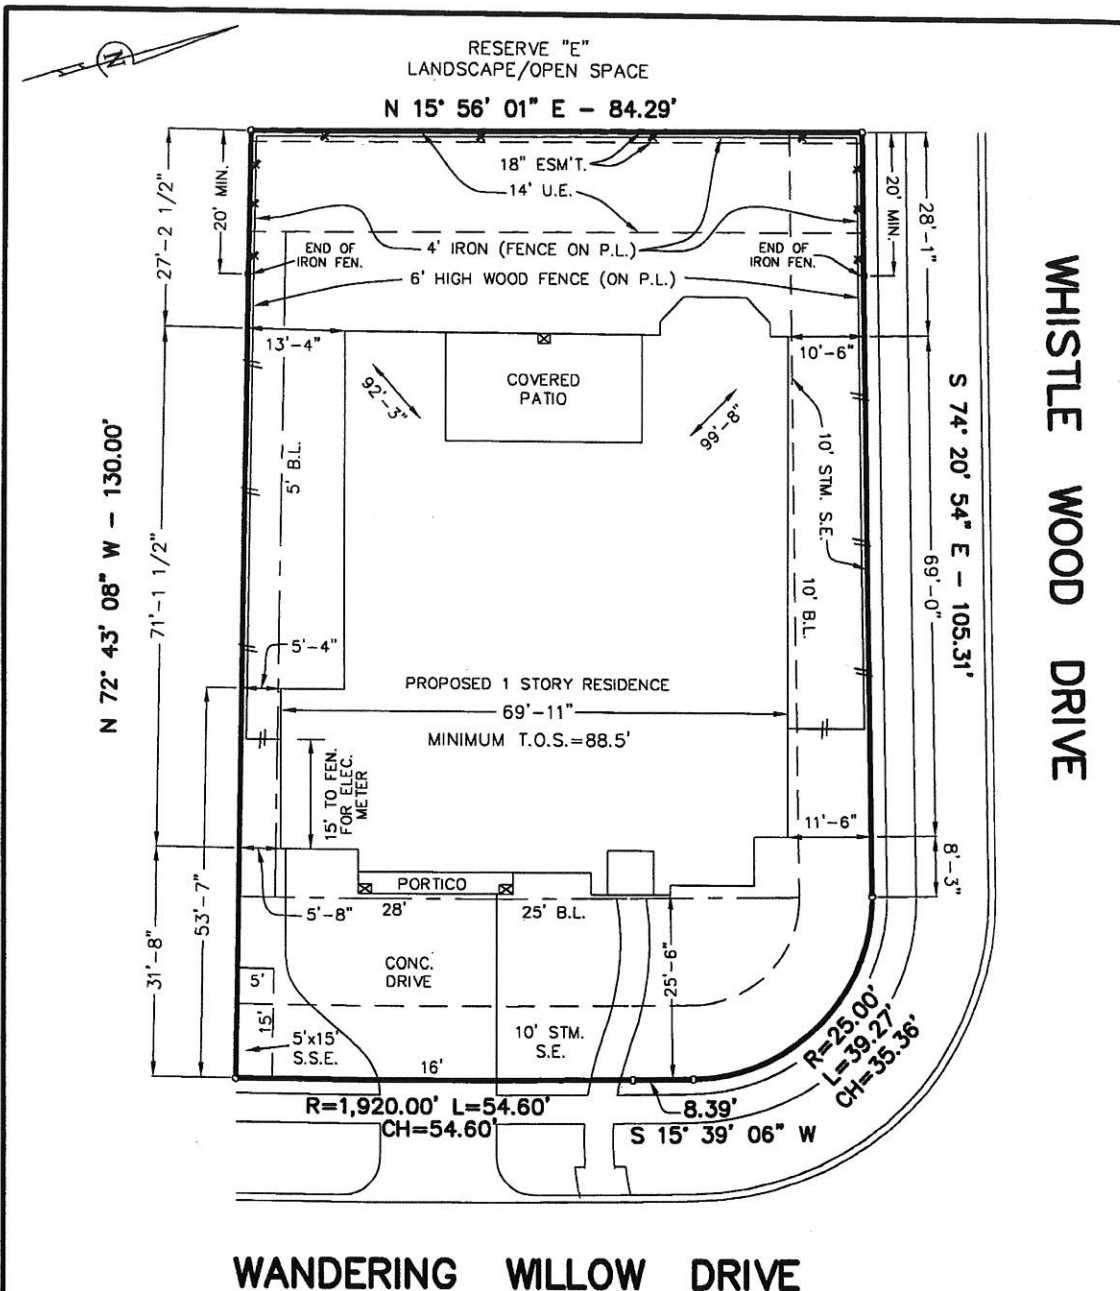 N
RESERVE "E"
LANDSCAPE/OPEN SPACE
N 15° 56' 01" E - 84.29'
18" ESM'T.
14' U.E.
27'-2 1/2"
20' MIN.
20' MIN.
28'-1"
4' IRON (FENCE ON P.L.)
END OF
IRON FEN.
END OF
IRON FEN.
6' HIGH WOOD FENCE (ON P.L.)
13'-4"
10'-6"
COVERED
PATIO
92'-3"
99'-8"
WHISTLE WOOD DRIVE
S 74° 20' 54" E - 105.31'
N 72° 43' 08" W - 130.00'
71'-1 1/2"
5' B.L.
10' STM. S.E.
69'-0"
10' B.L.
5'-4"
PROPOSED 1 STORY RESIDENCE
69'-11"
MINIMUM T.O.S.=88.5'
15' TO FEN.
FOR ELEC.
METER
11'-6"
8'-3"
53'-7"
31'-8"
PORTICO
5'-8"
28'
25' B.L.
25'-6"
CONC.
DRIVE
5'
15'
5'x15'
S.S.E.
10' STM.
S.E.
16'
R=25.00'
L=39.27'
CH=35.36'
R=1,920.00' L=54.60'
CH=54.60'
8.39'
S 15° 39' 06" W
WANDERING WILLOW DRIVE